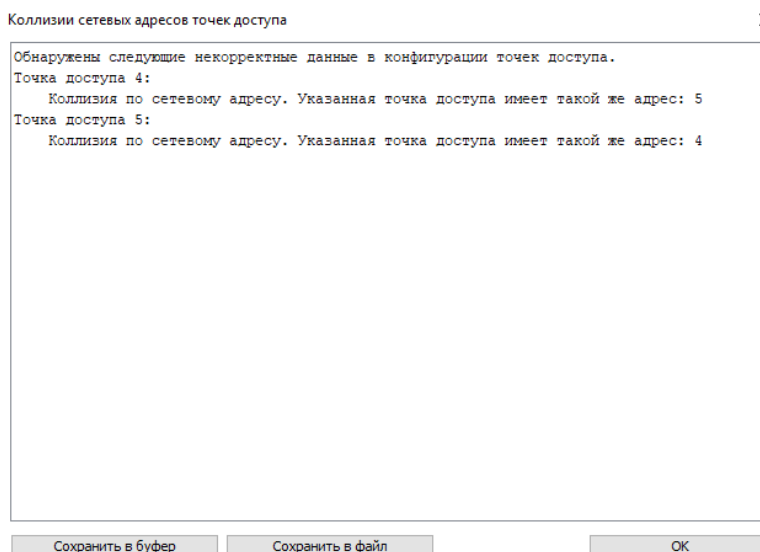 Коллизии сетевых адресов точек доступа
Обнаружены следующие некорректные данные в конфигурации точек доступа.
Точка доступа 4:
Коллизия по сетевому адресу. Указанная точка доступа имеет такой же адрес: 5
Точка доступа 5:
Коллизия по сетевому адресу. Указанная точка доступа имеет такой же адрес: 4
Сохранить в буфер
Сохранить в файл
OK